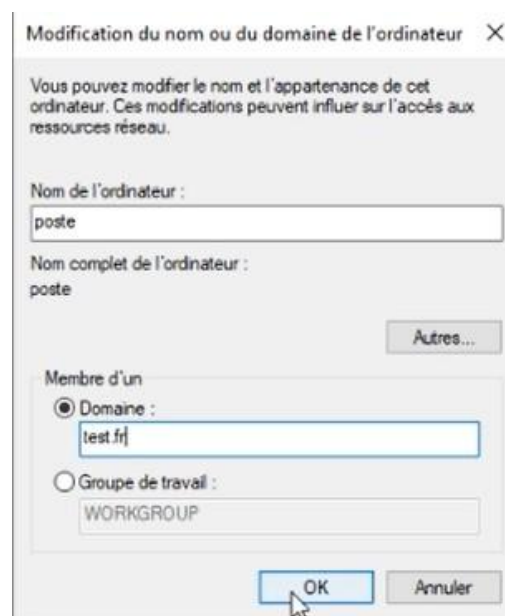 Modification du nom ou du domaine de l'ordinateur
Vous pouvez modifier le nom et l'appartenance de cet
ordinateur. Ces modifications peuvent influer sur l'accès aux
ressources réseau.
Nom de l'ordinateur :
poste
Nom complet de l'ordinateur :
poste
Autres...
Membre d'un
Domaine :
test.fr
Groupe de travail :
WORKGROUP
OK
Annuler